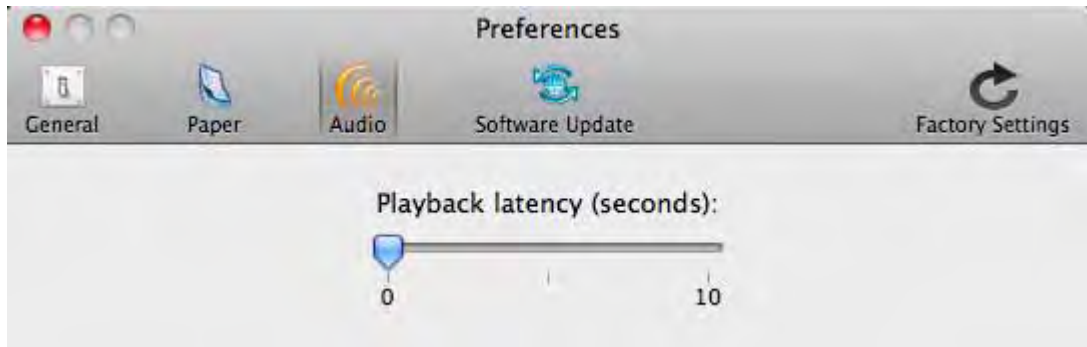 Preferences
General Paper Audio Software Update Factory Settings
Playback latency (seconds):
0 10